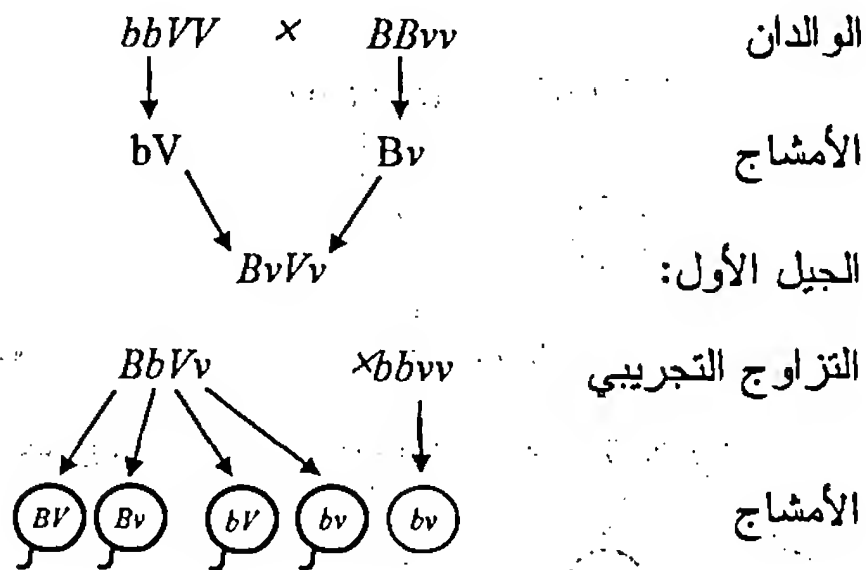 الوالدان bbVV × BBvv
الأمشاج bV Bv
الجيل الأول: BvVv
التزاوج التجريبي BbVv ×bbvv
الأمشاج BV Bv bV bv bv